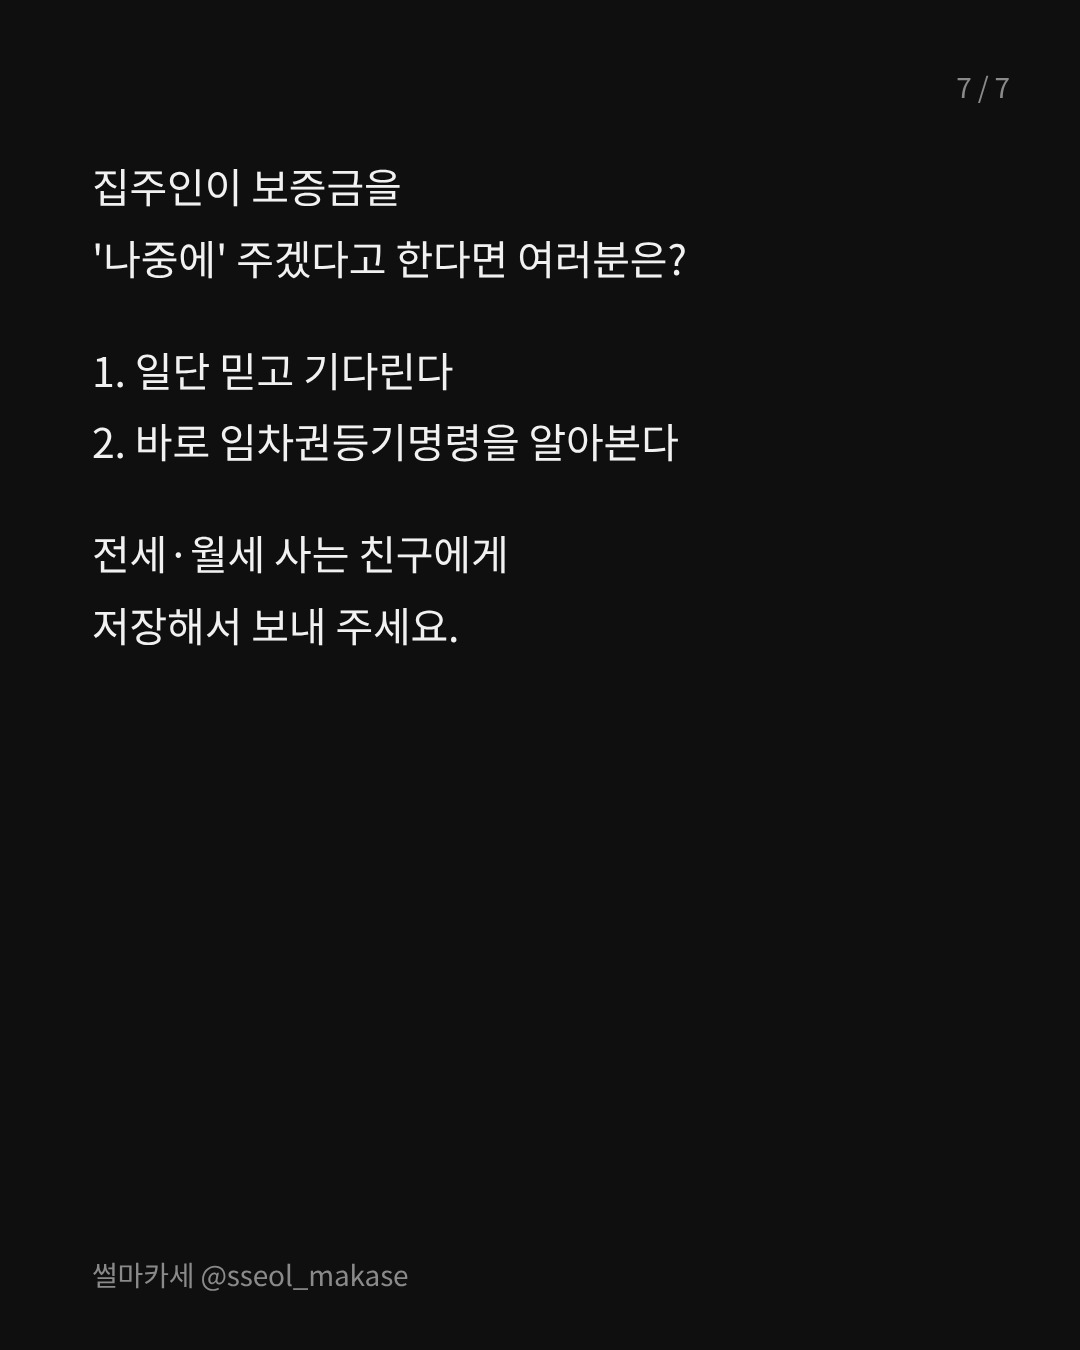 7 / 7
집주인이 보증금을
'나중에' 주겠다고 한다면 여러분은?
1. 일단 믿고 기다린다
2. 바로 임차권등기명령을 알아본다
전세·월세 사는 친구에게
저장해서 보내 주세요.
썰마카세 @sseol_makase